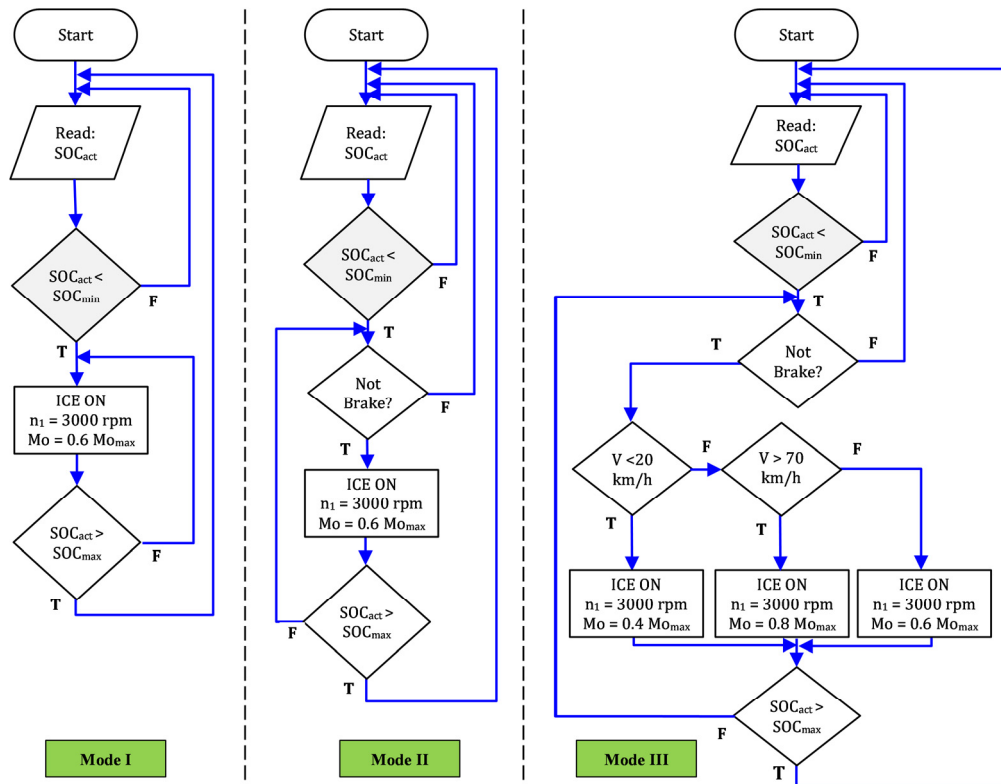 Start
Read:
SOCact
SOCact <
SOCmin
F
T
ICE ON
n1 = 3000 rpm
Mo = 0.6 Momax
SOCact >
SOCmax
F
T
Mode I
Start
Read:
SOCact
SOCact <
SOCmin
F
T
Not
Brake?
F
T
ICE ON
n1 = 3000 rpm
Mo = 0.6 Momax
SOCact >
SOCmax
F
T
Mode II
Start
Read:
SOCact
SOCact <
SOCmin
F
T
Not
Brake?
T
F
V <20
km/h
F
T
V > 70
km/h
F
T
ICE ON
n1 = 3000 rpm
Mo = 0.4 Momax
ICE ON
n1 = 3000 rpm
Mo = 0.8 Momax
ICE ON
n1 = 3000 rpm
Mo = 0.6 Momax
SOCact >
SOCmax
F
T
Mode III